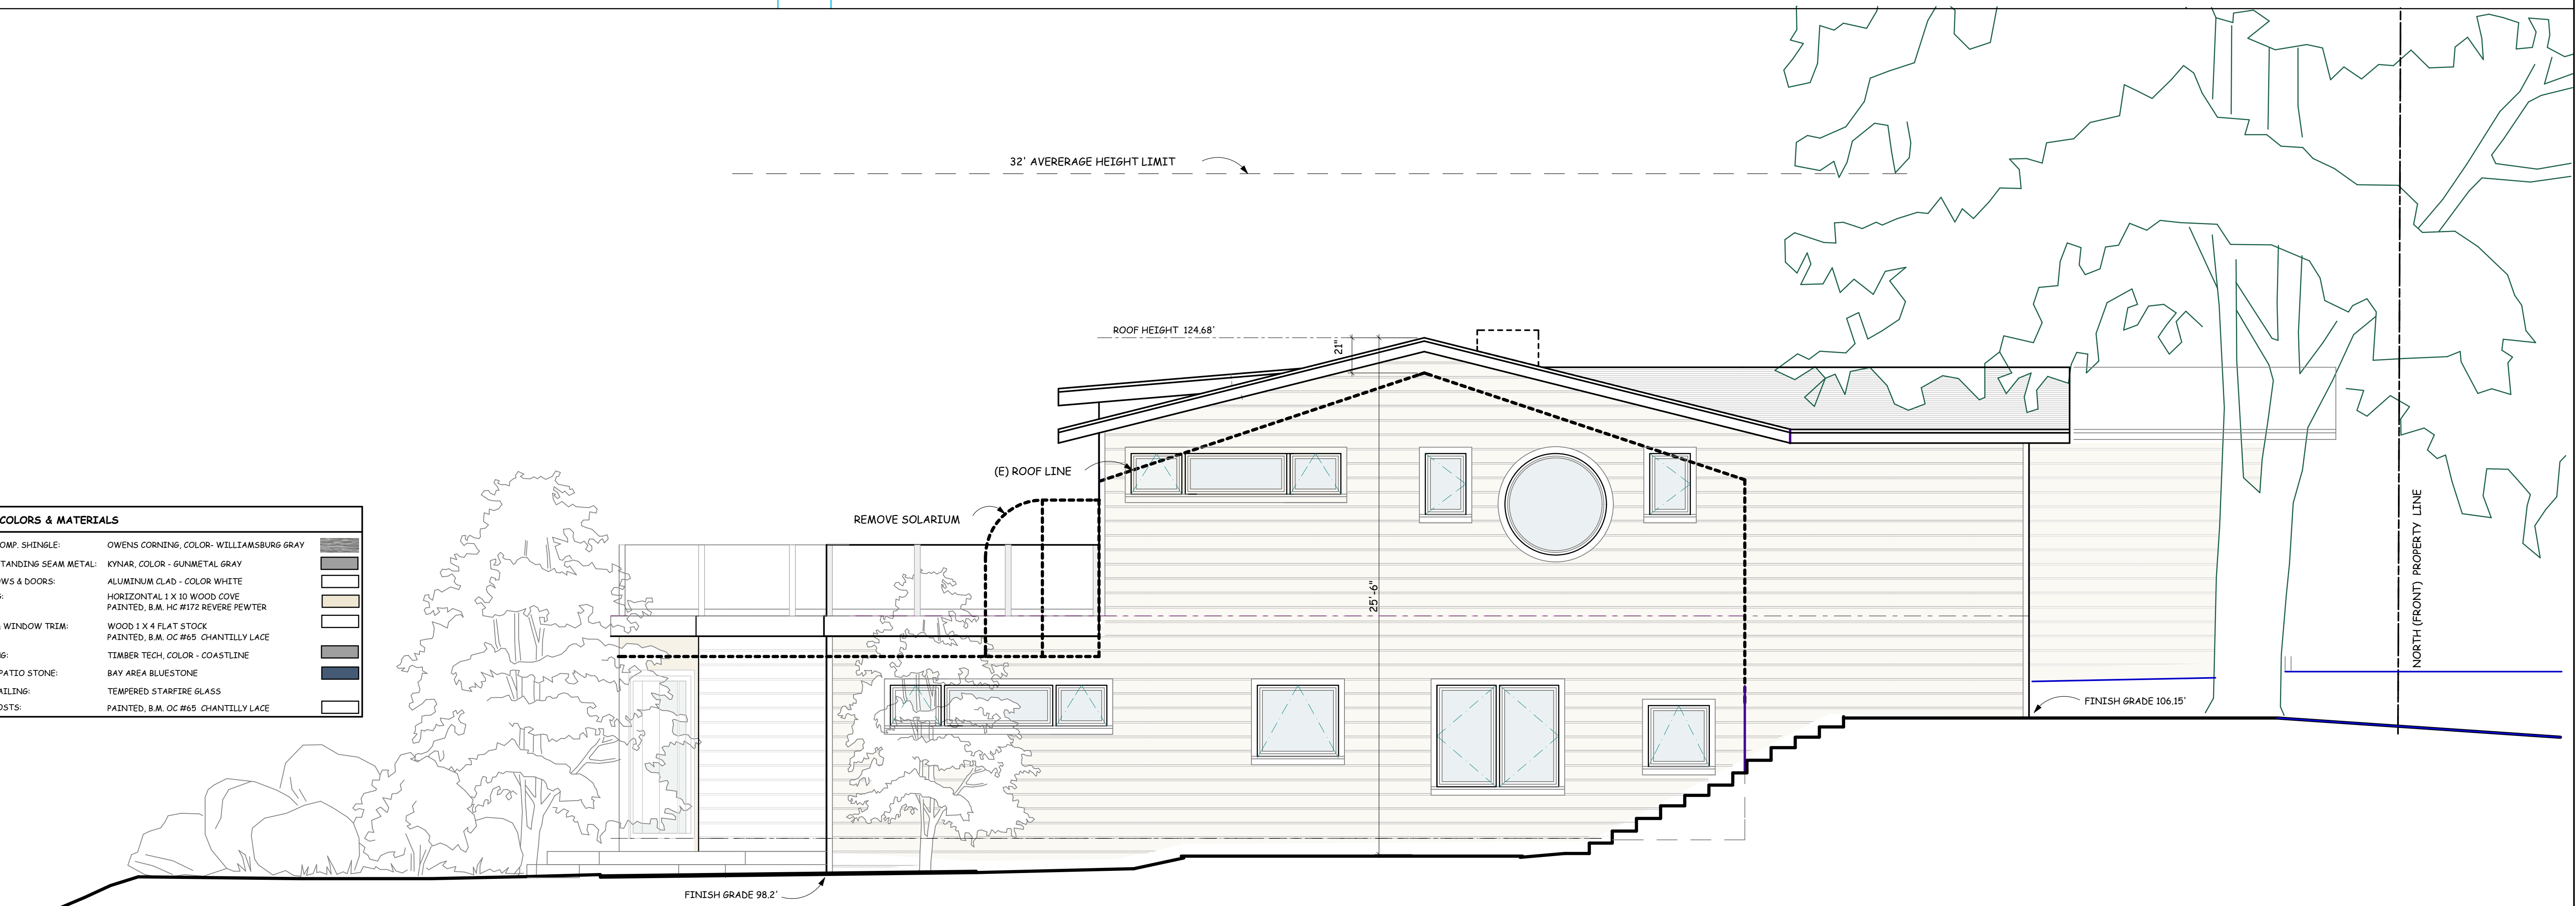 32' AVERERAGE HEIGHT LIMIT
ROOF HEIGHT 124.68'
21"
(E) ROOF LINE
REMOVE SOLARIUM
25'-6"
NORTH (FRONT) PROPERTY LINE
FINISH GRADE 106.15'
FINISH GRADE 98.2'
COLORS & MATERIALS
OMP. SHINGLE: OWENS CORNING, COLOR- WILLIAMSBURG GRAY
TANDING SEAM METAL: KYNAR, COLOR - GUNMETAL GRAY
WS & DOORS: ALUMINUM CLAD - COLOR WHITE
G: HORIZONTAL 1 X 10 WOOD COVE
PAINTED, B.M. HC #172 REVERE PEWTER
WINDOW TRIM: WOOD 1 X 4 FLAT STOCK
PAINTED, B.M. OC #65 CHANTILLY LACE
G: TIMBER TECH, COLOR - COASTLINE
PATIO STONE: BAY AREA BLUESTONE
AILING: TEMPERED STARFIRE GLASS
OSTS: PAINTED, B.M. OC #65 CHANTILLY LACE